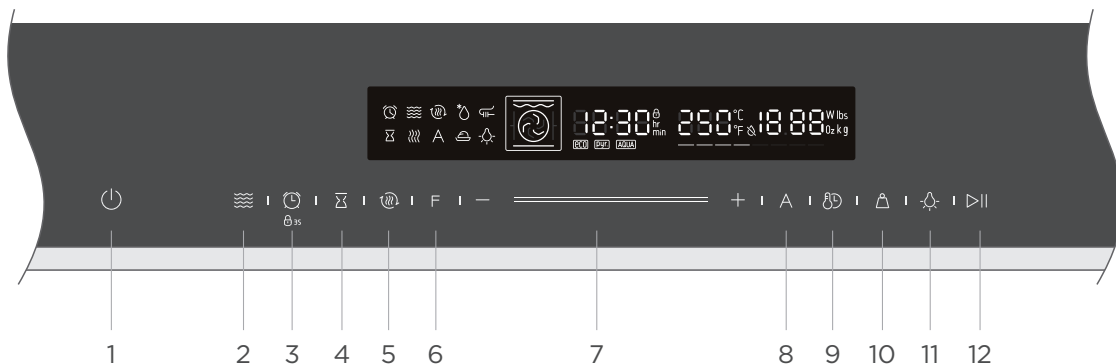 12:30 hr min 250 °C °F 18.88 W lbs Oz kg
A
eco Pyr AQUA
F − + A
3S
1 2 3 4 5 6 7 8 9 10 11 12